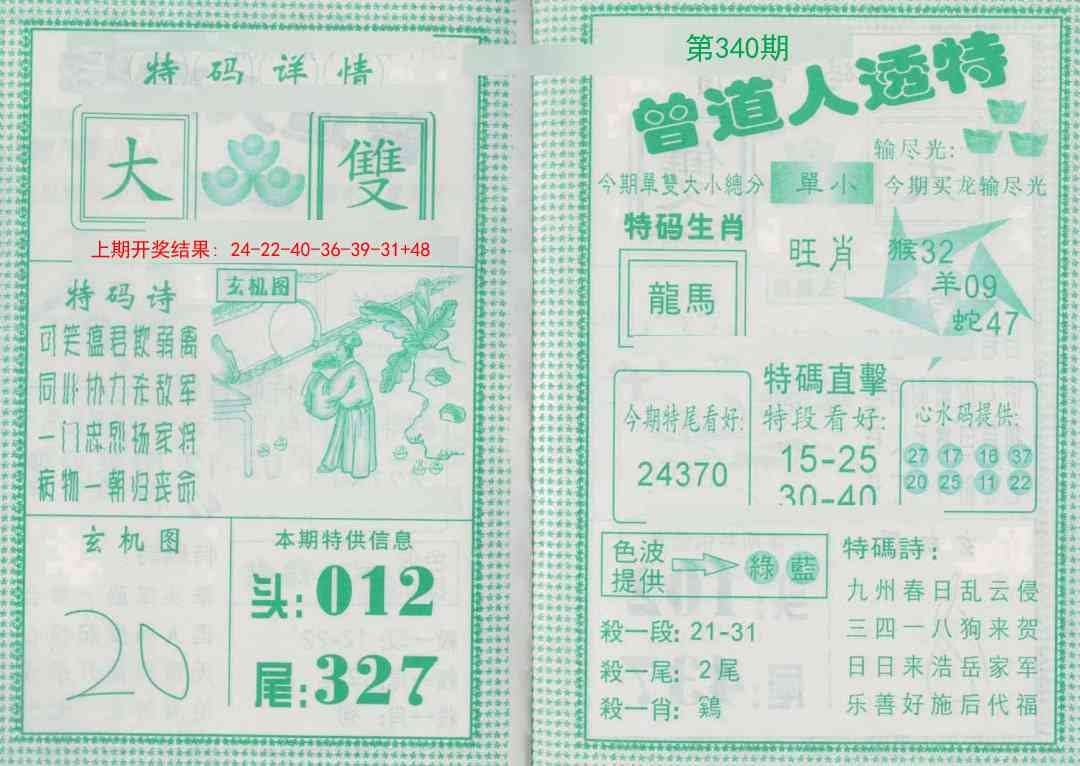 特码详情
大 雙
上期开奖结果: 24-22-40-36-39-31+48
特码诗
可笑瘟君欺弱禽
同心协力杀敌军
一门忠烈杨家将
病物一朝归丧命
玄机图
玄机图
20
本期特供信息
头:012
尾:327
第340期
曾道人透特
输尽光:
今期單雙大小總分 單小 今期买龙输尽光
特码生肖
龍馬
旺肖
猴32
羊09
蛇47
今期特尾看好:
24370
特碼直擊
特段看好:
15-25
30-40
心水码提供:
27 17 16 37
20 25 11 22
色波
提供
綠 藍
殺一段: 21-31
殺一尾: 2尾
殺一肖: 鷄
特碼詩:
九州春日乱云侵
三四一八狗来贺
日日来浩岳家军
乐善好施后代福